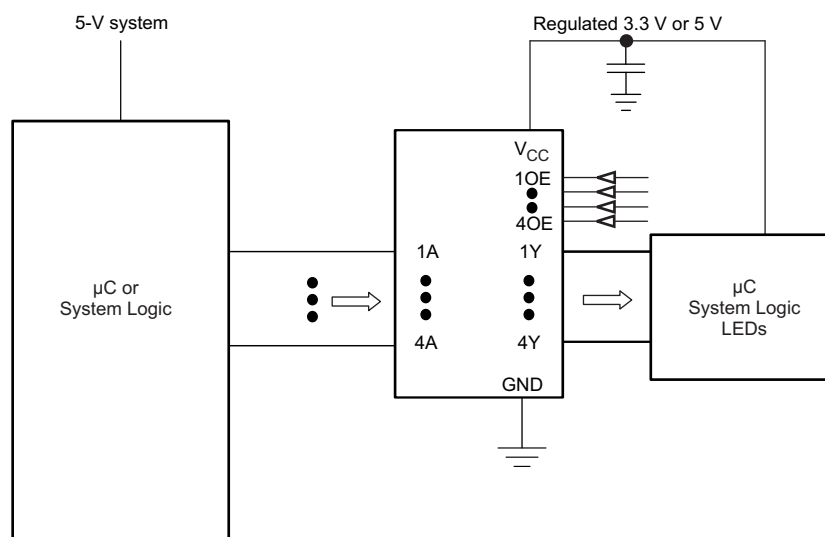 5-V system
Regulated 3.3 V or 5 V
VCC
1OE
4OE
1A
1Y
µC or
System Logic
µC
System Logic
LEDs
4A
4Y
GND